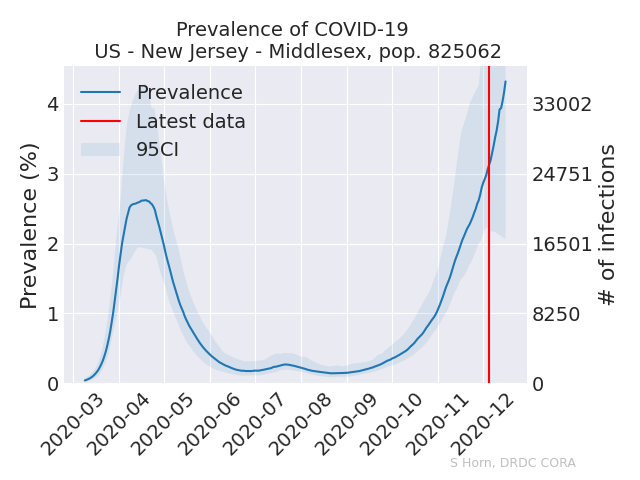 Prevalence of COVID-19
US - New Jersey - Middlesex, pop. 825062
Prevalence
Latest data
95CI
Prevalence (%)
4
3
2
1
0
33002
24751
16501
8250
0
# of infections
2020-03
2020-04
2020-05
2020-06
2020-07
2020-08
2020-09
2020-10
2020-11
2020-12
S Horn, DRDC CORA